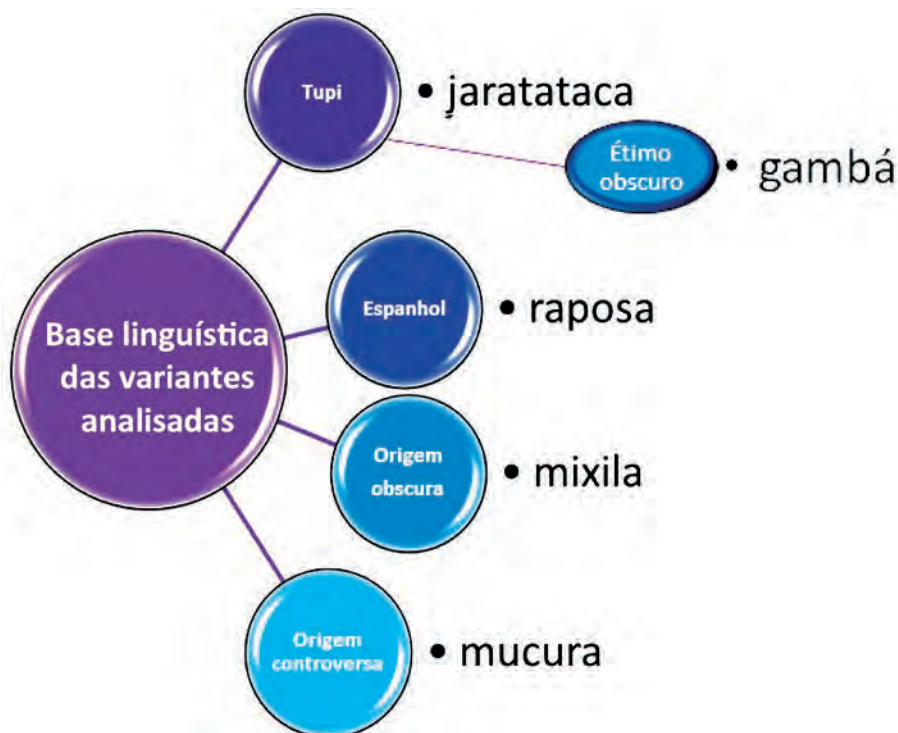 Tupi
• jaratataca
Étimo
obscuro
• gambá
Base linguística
das variantes
analisadas
Espanhol
• raposa
Origem
obscura
• mixila
Origem
controversa
• mucura